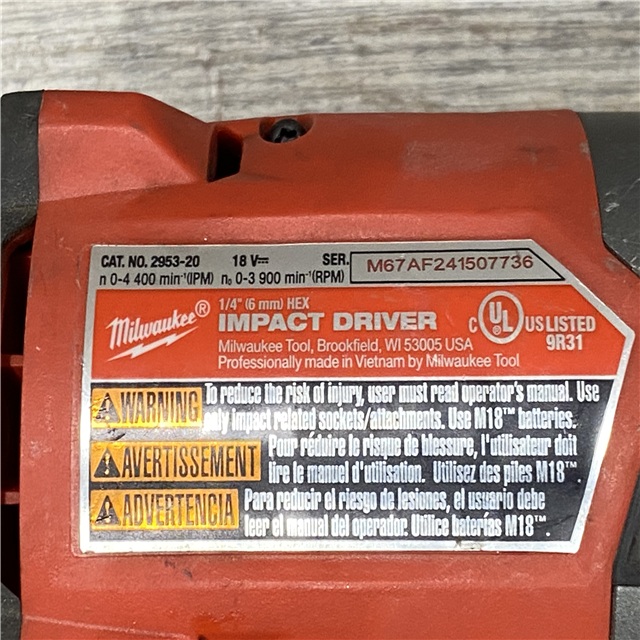 CAT. NO. 2953-20 18 V⎓ SER. M67AF241507736
n 0-4 400 min⁻¹(IPM) n₀ 0-3 900 min⁻¹(RPM)
Milwaukee®
1/4" (6 mm) HEX
IMPACT DRIVER
Milwaukee Tool, Brookfield, WI 53005 USA
Professionally made in Vietnam by Milwaukee Tool
C UL US LISTED
9R31
WARNING To reduce the risk of injury, user must read operator's manual. Use
only impact related sockets/attachments. Use M18™ batteries.
AVERTISSEMENT Pour réduire le risque de blessure, l'utilisateur doit
lire le manuel d'utilisation. Utilisez des piles M18™.
ADVERTENCIA Para reducir el riesgo de lesiones, el usuario debe
leer el manual del operador. Utilice baterías M18™.